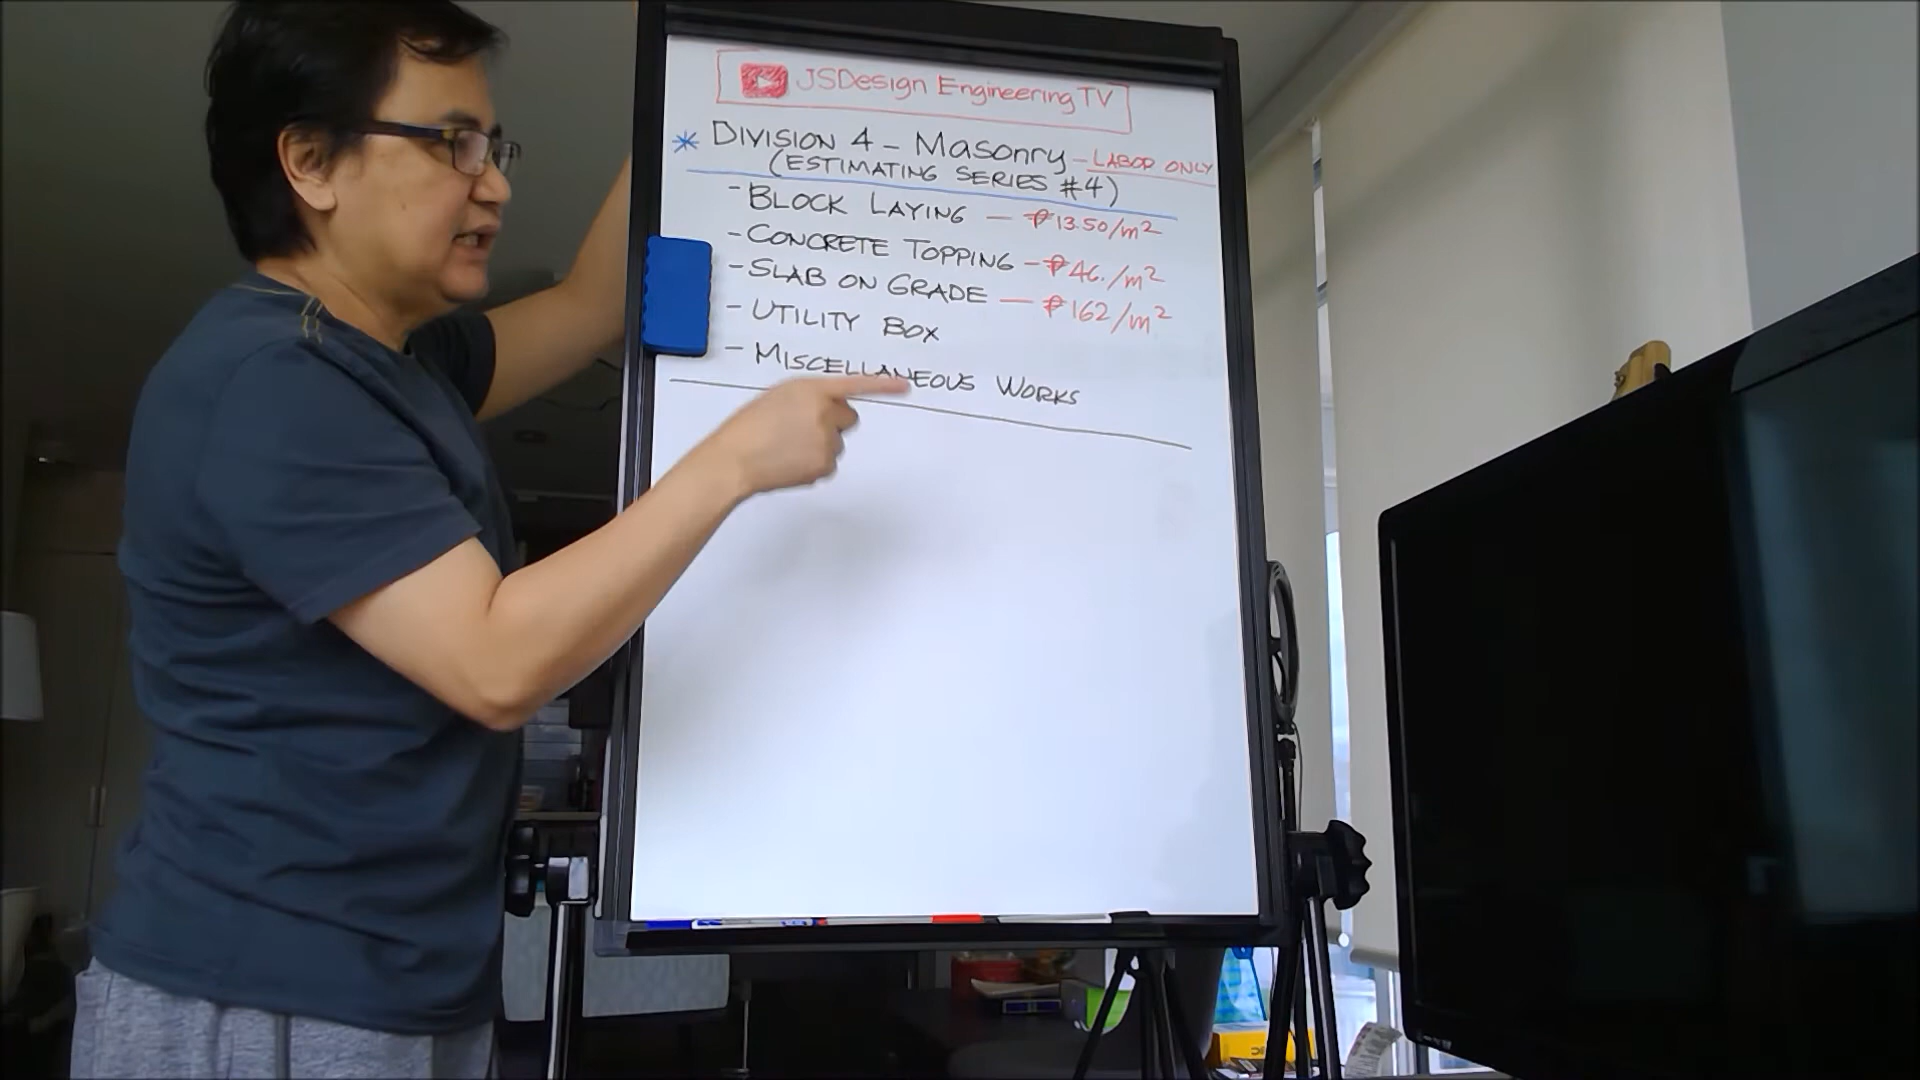 JSDesign Engineering TV
* DIVISION 4 - Masonry - LABOR ONLY
(ESTIMATING SERIES #4)
- BLOCK LAYING — ₱13.50/m²
- CONCRETE TOPPING - ₱46./m²
- SLAB ON GRADE — ₱162/m²
- UTILITY BOX
- MISCELLANEOUS WORKS